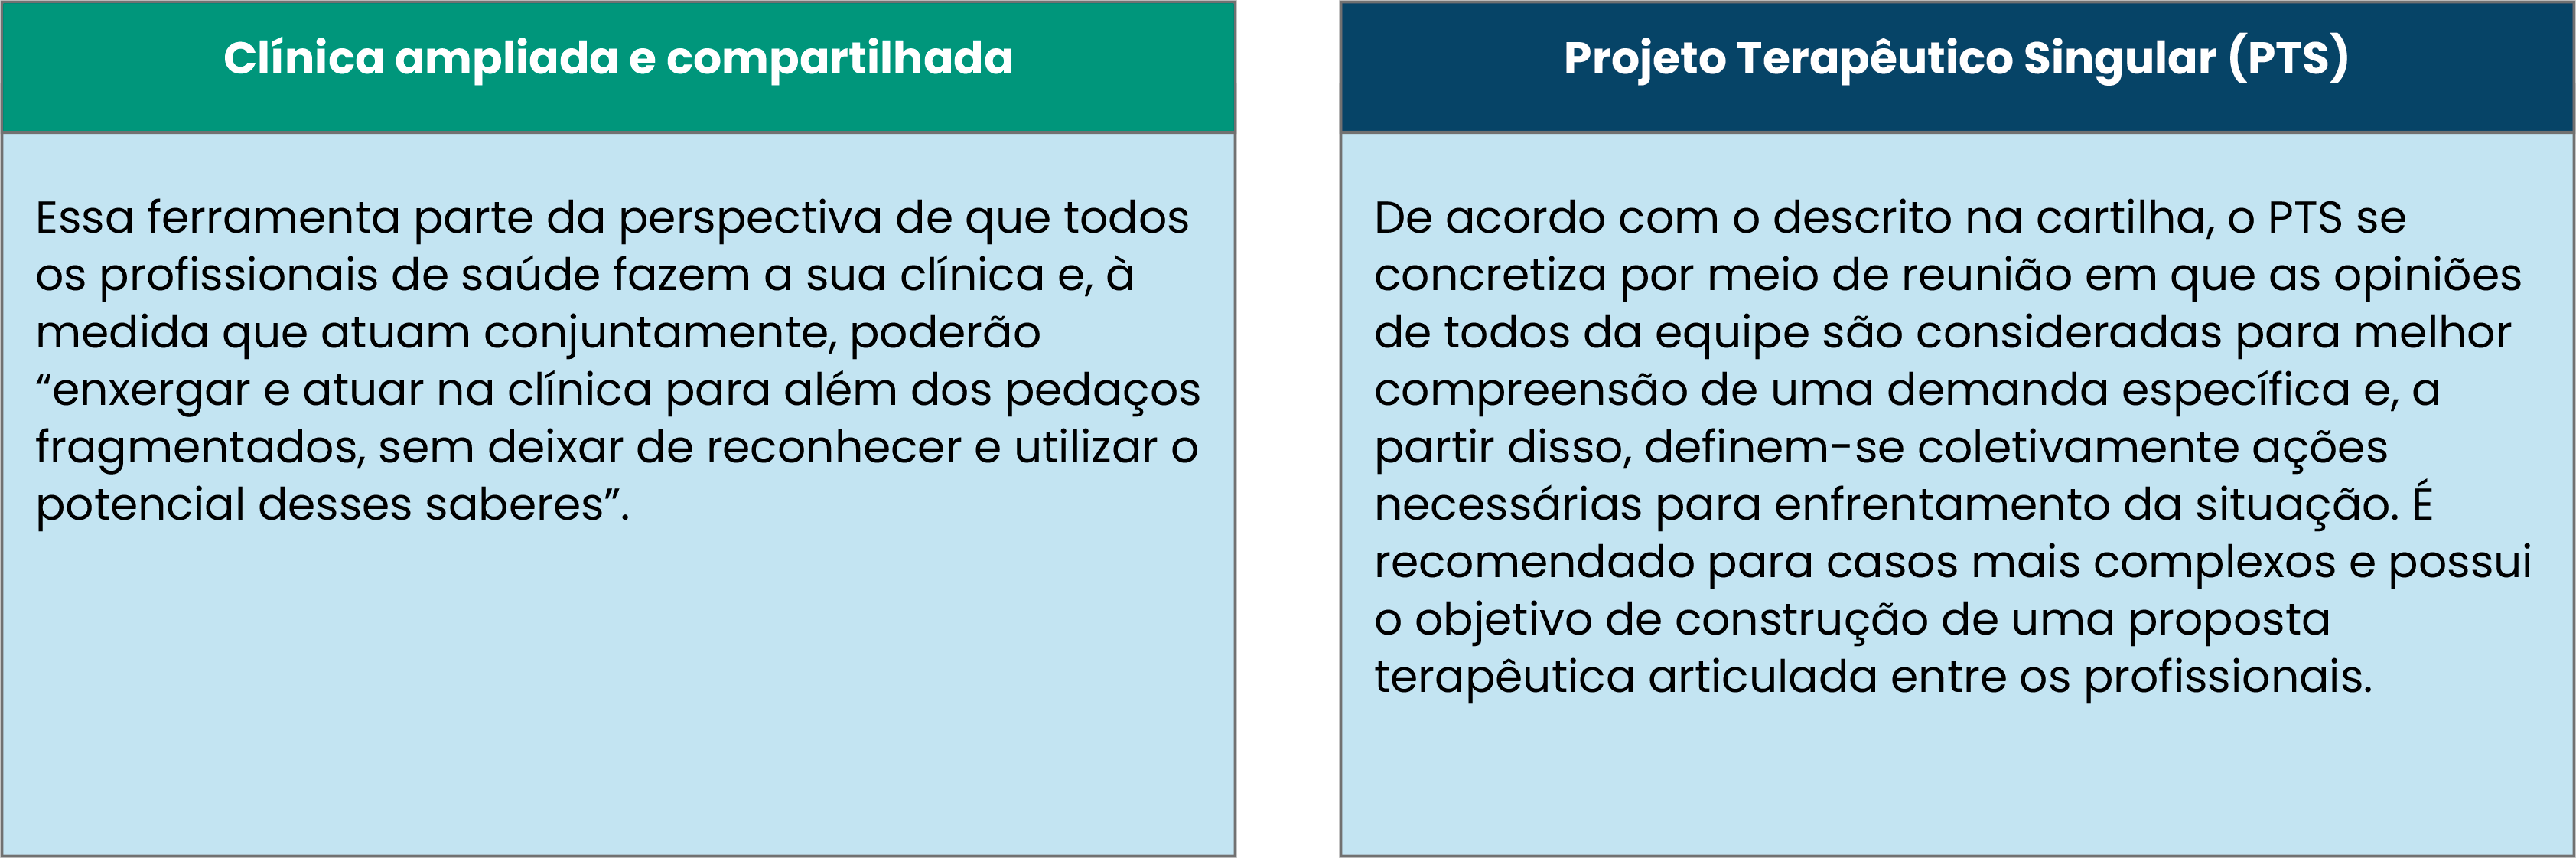 Clínica ampliada e compartilhada
Essa ferramenta parte da perspectiva de que todos
os profissionais de saúde fazem a sua clínica e, à
medida que atuam conjuntamente, poderão
“enxergar e atuar na clínica para além dos pedaços
fragmentados, sem deixar de reconhecer e utilizar o
potencial desses saberes”.
Projeto Terapêutico Singular (PTS)
De acordo com o descrito na cartilha, o PTS se
concretiza por meio de reunião em que as opiniões
de todos da equipe são consideradas para melhor
compreensão de uma demanda específica e, a
partir disso, definem-se coletivamente ações
necessárias para enfrentamento da situação. É
recomendado para casos mais complexos e possui
o objetivo de construção de uma proposta
terapêutica articulada entre os profissionais.